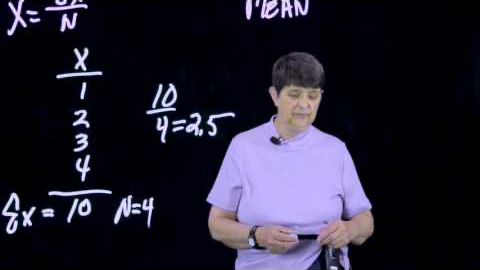 X̄ = ΣX / N
MEAN
X
1
2
3
4
Σx = 10 N=4
10 / 4 = 2.5